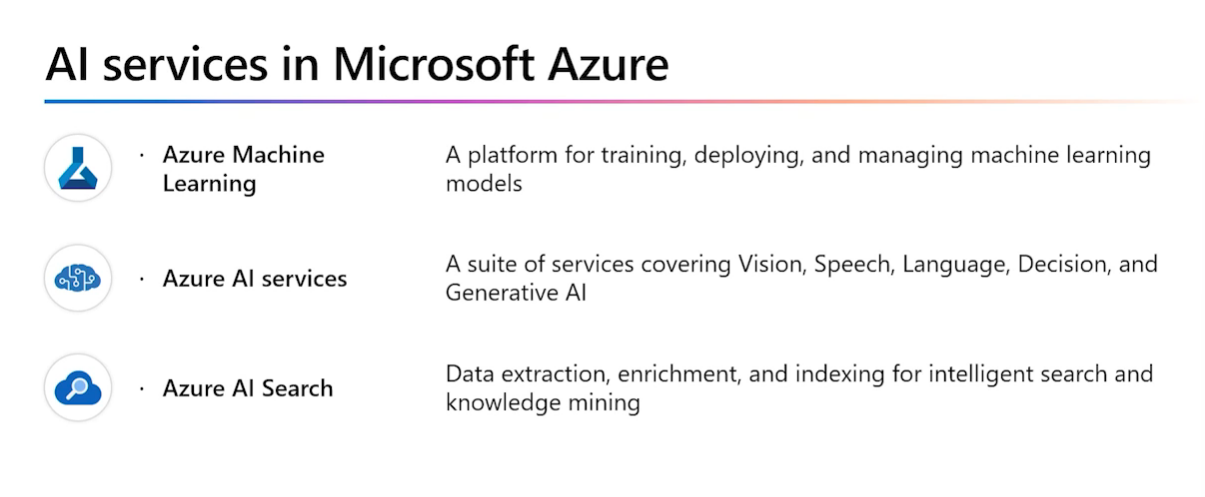 AI services in Microsoft Azure
· Azure Machine
Learning
A platform for training, deploying, and managing machine learning
models
· Azure AI services
A suite of services covering Vision, Speech, Language, Decision, and
Generative AI
· Azure AI Search
Data extraction, enrichment, and indexing for intelligent search and
knowledge mining